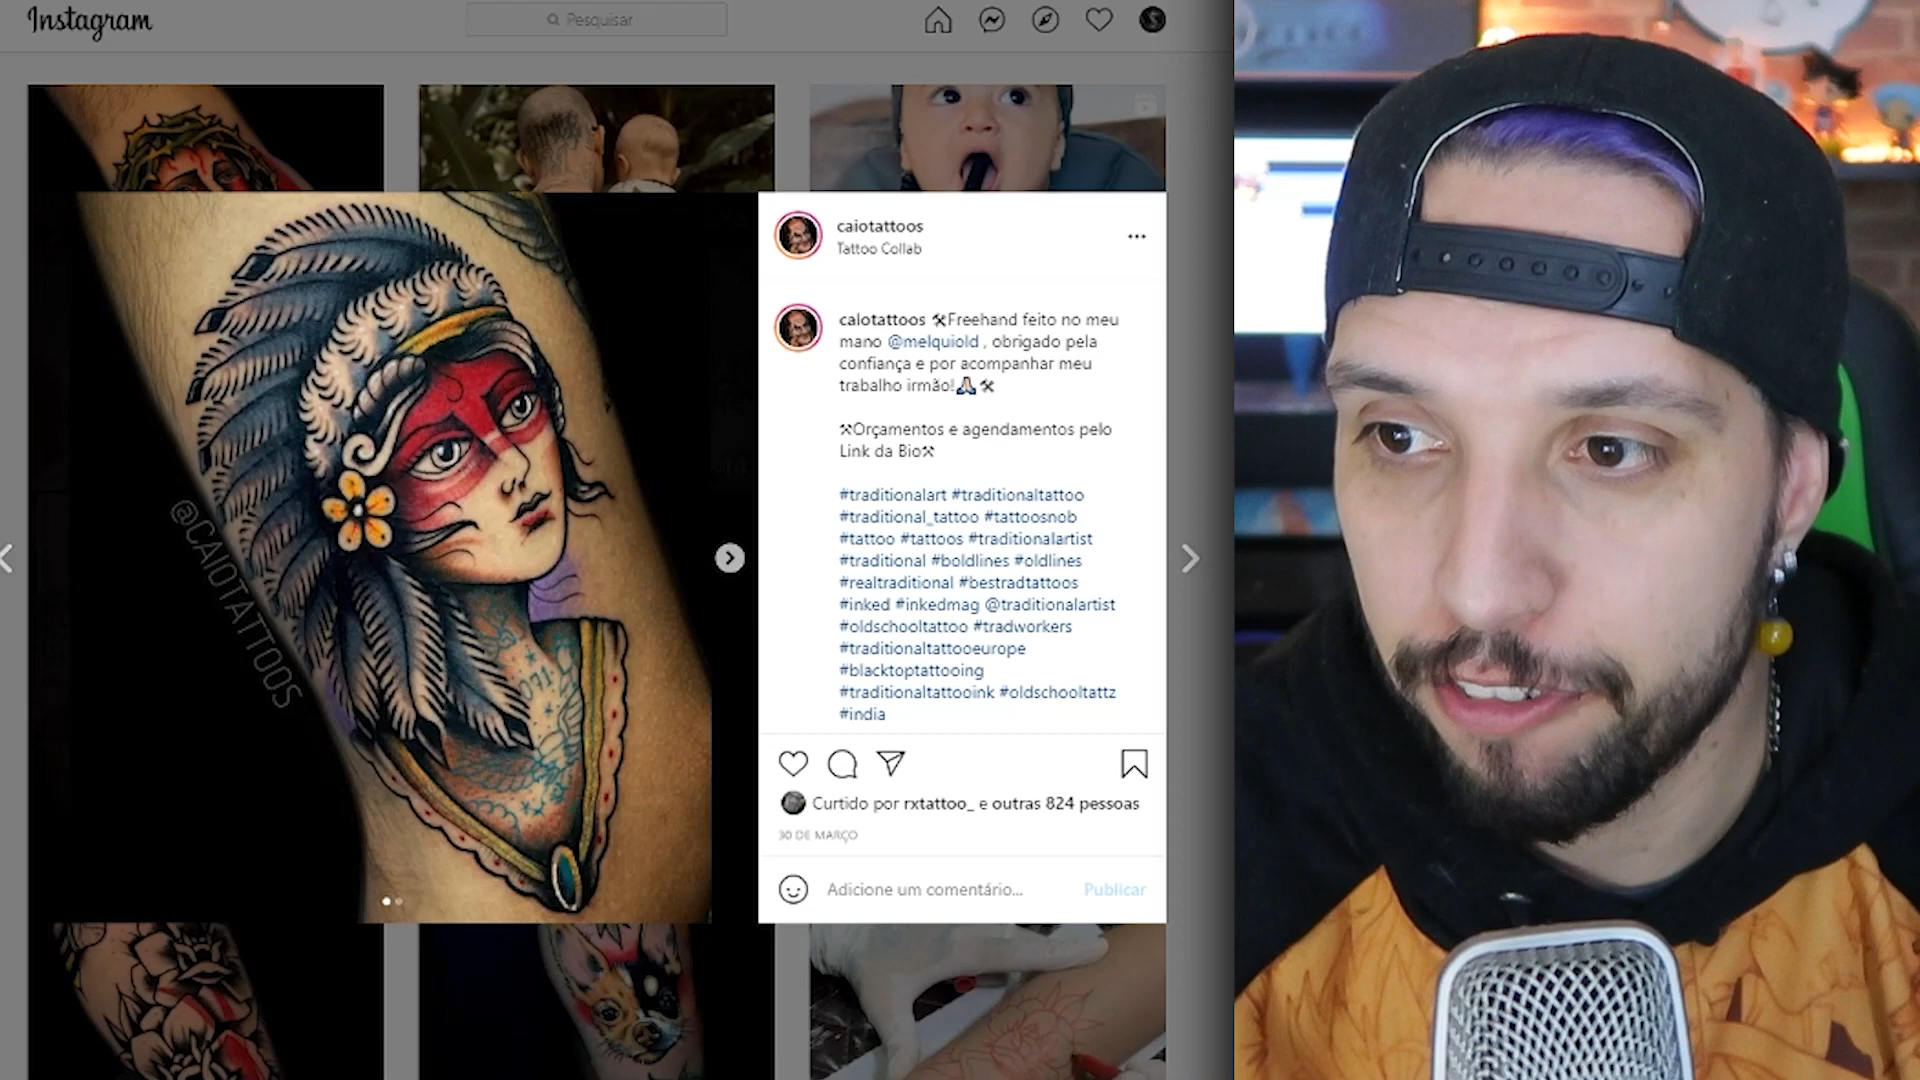 Instagram
Pesquisar
caiotattoos
Tattoo Collab
caiotattoos 🛠Freehand feito no meu
mano @melquiold , obrigado pela
confiança e por acompanhar meu
trabalho irmão!🙏🏻🛠
⚒Orçamentos e agendamentos pelo
Link da Bio⚒
#traditionalart #traditionaltattoo
#traditional_tattoo #tattoosnob
#tattoo #tattoos #traditionalartist
#traditional #boldlines #oldlines
#realtraditional #bestradtattoos
#inked #inkedmag @traditionalartist
#oldschooltattoo #tradworkers
#traditionaltattooeurope
#blacktoptattooing
#traditionaltattooink #oldschooltattz
#india
Curtido por rxtattoo_ e outras 824 pessoas
30 DE MARÇO
Adicione um comentário... Publicar
@CAIOTATTOOS